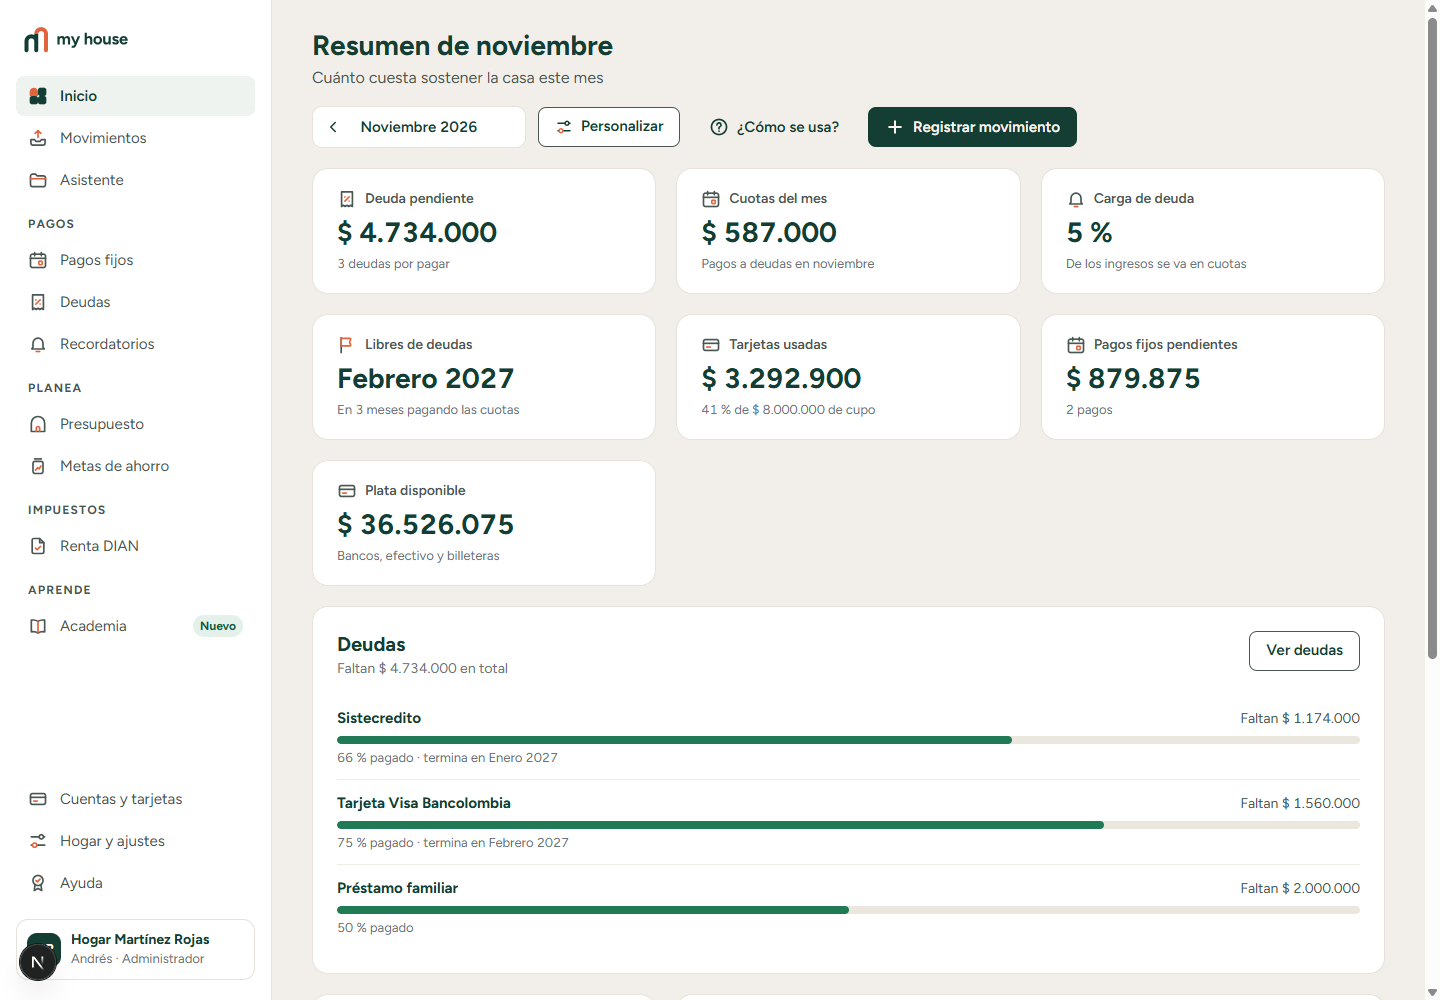 my house
Inicio
Movimientos
Asistente
PAGOS
Pagos fijos
Deudas
Recordatorios
PLANEA
Presupuesto
Metas de ahorro
IMPUESTOS
Renta DIAN
APRENDE
Academia
Nuevo
Cuentas y tarjetas
Hogar y ajustes
Ayuda
Hogar Martínez Rojas
Andrés · Administrador
N
Resumen de noviembre
Cuánto cuesta sostener la casa este mes
Noviembre 2026
Personalizar
¿Cómo se usa?
Registrar movimiento
Deuda pendiente
$ 4.734.000
3 deudas por pagar
Cuotas del mes
$ 587.000
Pagos a deudas en noviembre
Carga de deuda
5 %
De los ingresos se va en cuotas
Libres de deudas
Febrero 2027
En 3 meses pagando las cuotas
Tarjetas usadas
$ 3.292.900
41 % de $ 8.000.000 de cupo
Pagos fijos pendientes
$ 879.875
2 pagos
Plata disponible
$ 36.526.075
Bancos, efectivo y billeteras
Deudas
Faltan $ 4.734.000 en total
Ver deudas
Sistecredito
Faltan $ 1.174.000
66 % pagado · termina en Enero 2027
Tarjeta Visa Bancolombia
Faltan $ 1.560.000
75 % pagado · termina en Febrero 2027
Préstamo familiar
Faltan $ 2.000.000
50 % pagado